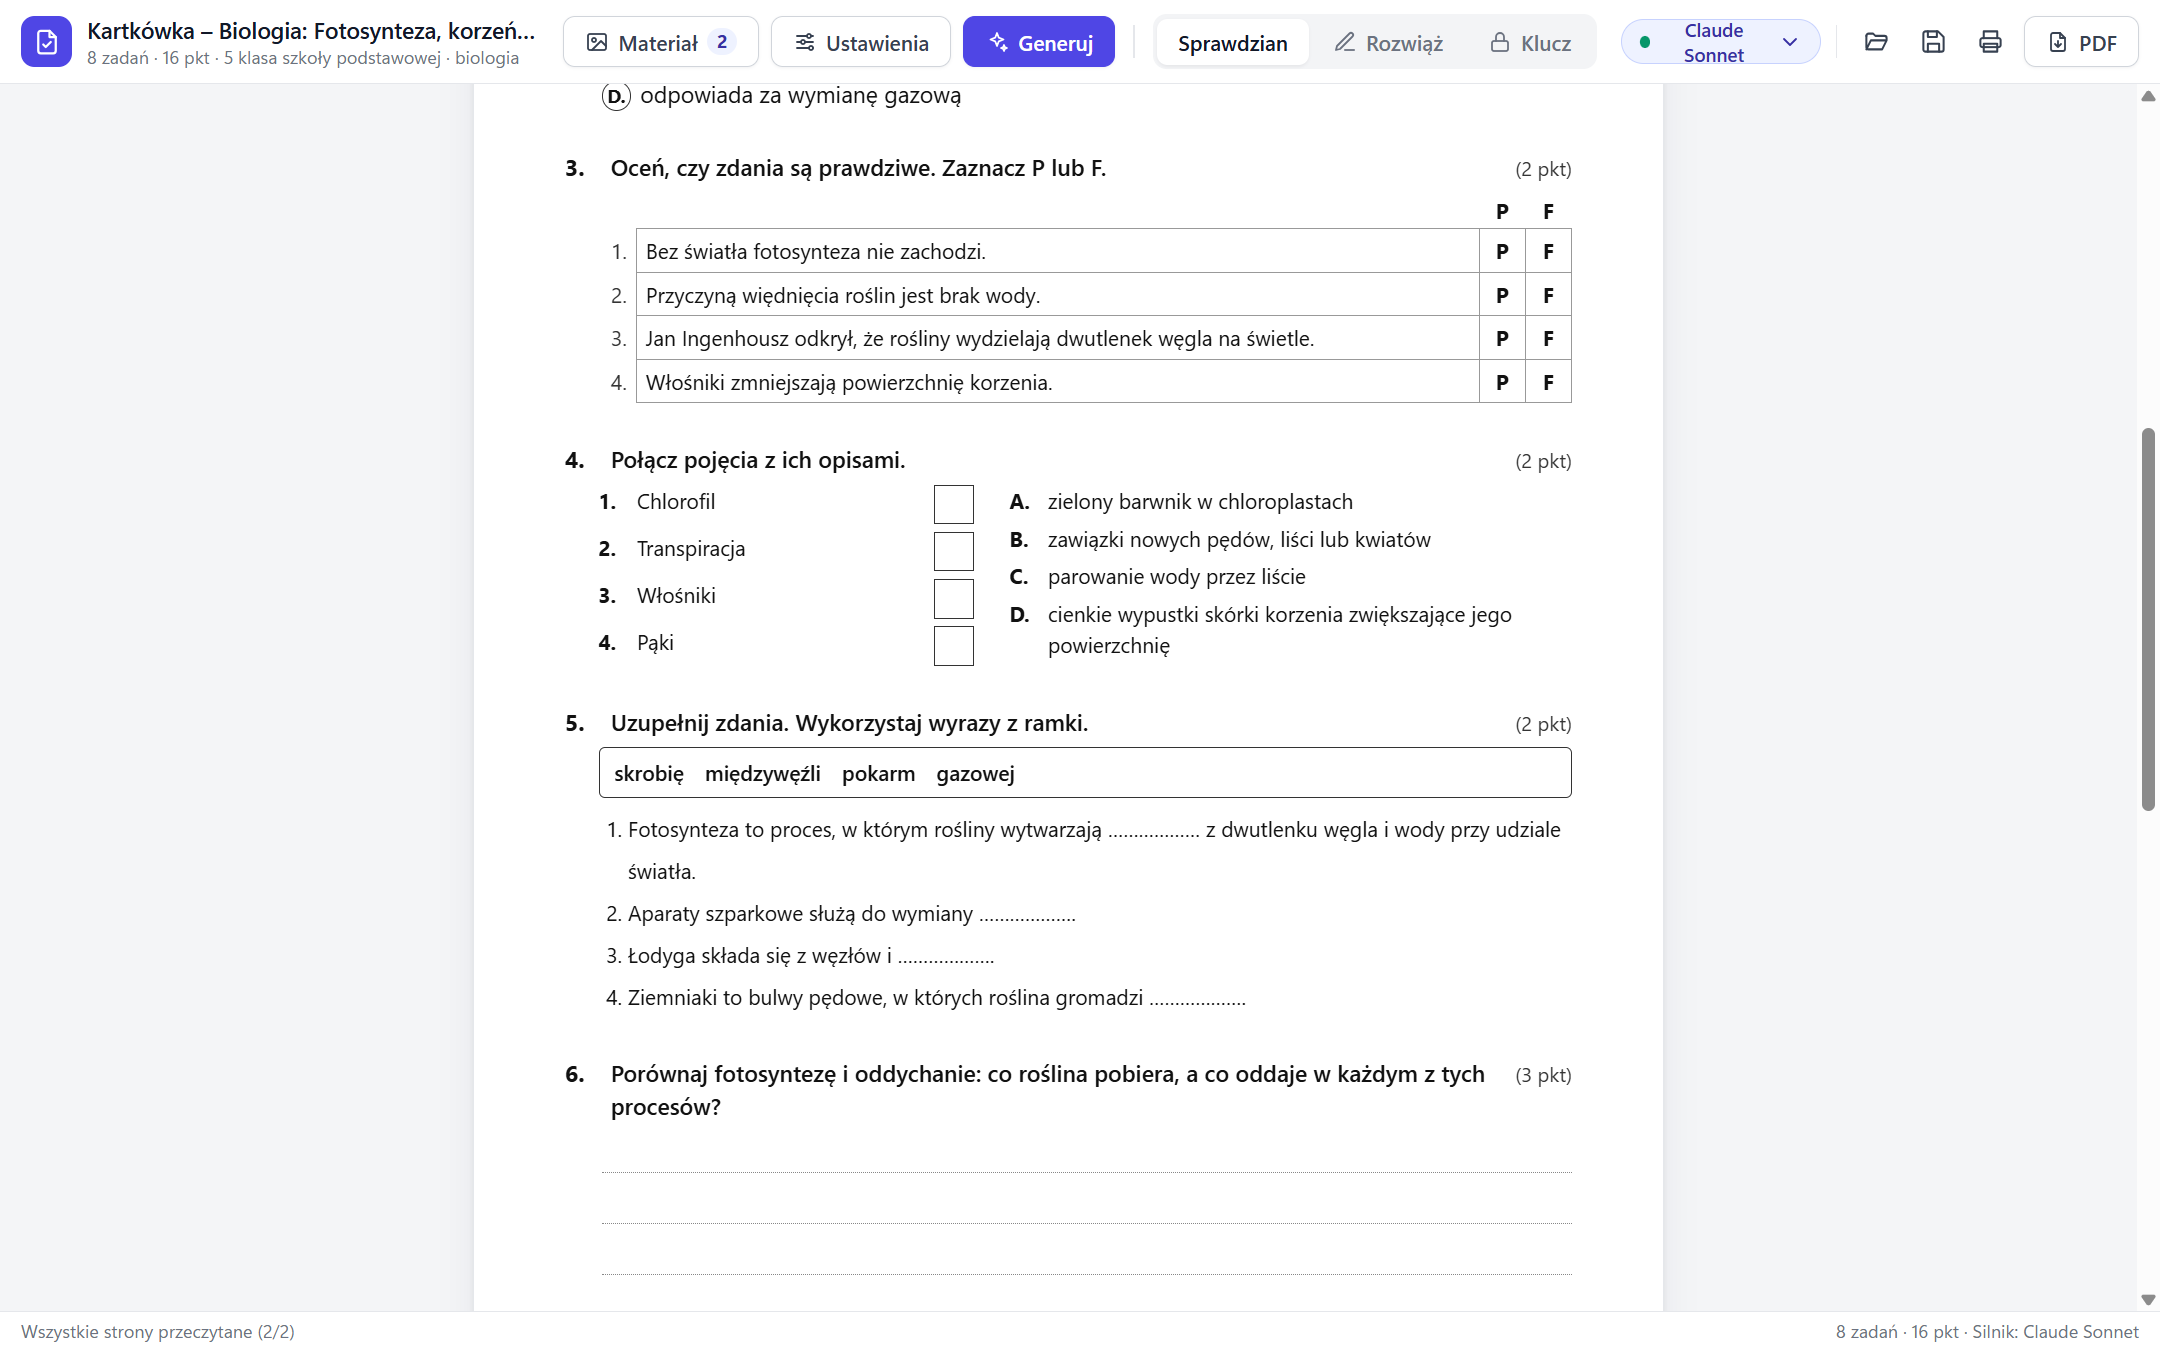 Kartkówka – Biologia: Fotosynteza, korzeń...
8 zadań · 16 pkt · 5 klasa szkoły podstawowej · biologia
Materiał 2
Ustawienia
Generuj
Sprawdzian
Rozwiąż
Klucz
Claude
Sonnet
PDF
D. odpowiada za wymianę gazową
3. Oceń, czy zdania są prawdziwe. Zaznacz P lub F. (2 pkt)
P F
1. Bez światła fotosynteza nie zachodzi. P F
2. Przyczyną więdnięcia roślin jest brak wody. P F
3. Jan Ingenhousz odkrył, że rośliny wydzielają dwutlenek węgla na świetle. P F
4. Włośniki zmniejszają powierzchnię korzenia. P F
4. Połącz pojęcia z ich opisami. (2 pkt)
1. Chlorofil
2. Transpiracja
3. Włośniki
4. Pąki
A. zielony barwnik w chloroplastach
B. zawiązki nowych pędów, liści lub kwiatów
C. parowanie wody przez liście
D. cienkie wypustki skórki korzenia zwiększające jego
powierzchnię
5. Uzupełnij zdania. Wykorzystaj wyrazy z ramki. (2 pkt)
skrobię międzywęźli pokarm gazowej
1. Fotosynteza to proces, w którym rośliny wytwarzają .................. z dwutlenku węgla i wody przy udziale
światła.
2. Aparaty szparkowe służą do wymiany ...................
3. Łodyga składa się z węzłów i ...................
4. Ziemniaki to bulwy pędowe, w których roślina gromadzi ...................
6. Porównaj fotosyntezę i oddychanie: co roślina pobiera, a co oddaje w każdym z tych (3 pkt)
procesów?
Wszystkie strony przeczytane (2/2)
8 zadań · 16 pkt · Silnik: Claude Sonnet